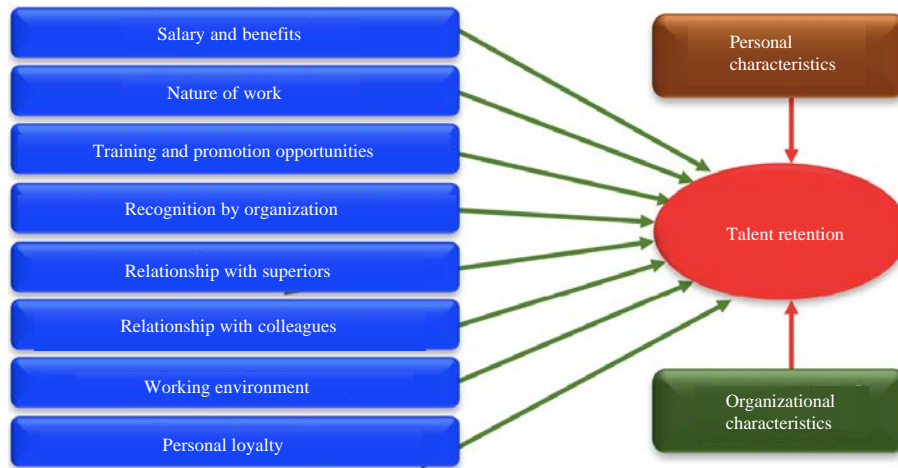 Salary and benefits
Nature of work
Training and promotion opportunities
Recognition by organization
Relationship with superiors
Relationship with colleagues
Working environment
Personal loyalty
Personal
characteristics
Talent retention
Organizational
characteristics